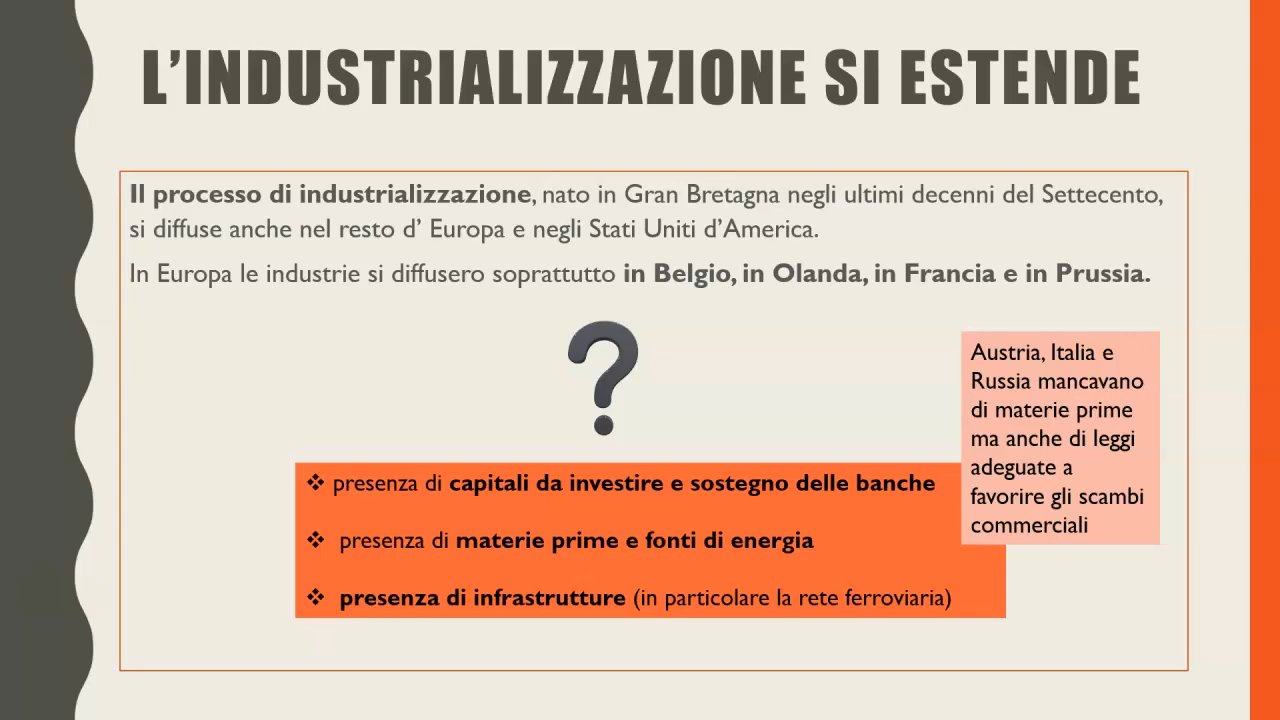 L’INDUSTRIALIZZAZIONE SI ESTENDE
Il processo di industrializzazione, nato in Gran Bretagna negli ultimi decenni del Settecento,
si diffuse anche nel resto d’ Europa e negli Stati Uniti d’America.
In Europa le industrie si diffusero soprattutto in Belgio, in Olanda, in Francia e in Prussia.
?
Austria, Italia e
Russia mancavano
di materie prime
ma anche di leggi
adeguate a
favorire gli scambi
commerciali
❖ presenza di capitali da investire e sostegno delle banche
❖ presenza di materie prime e fonti di energia
❖ presenza di infrastrutture (in particolare la rete ferroviaria)